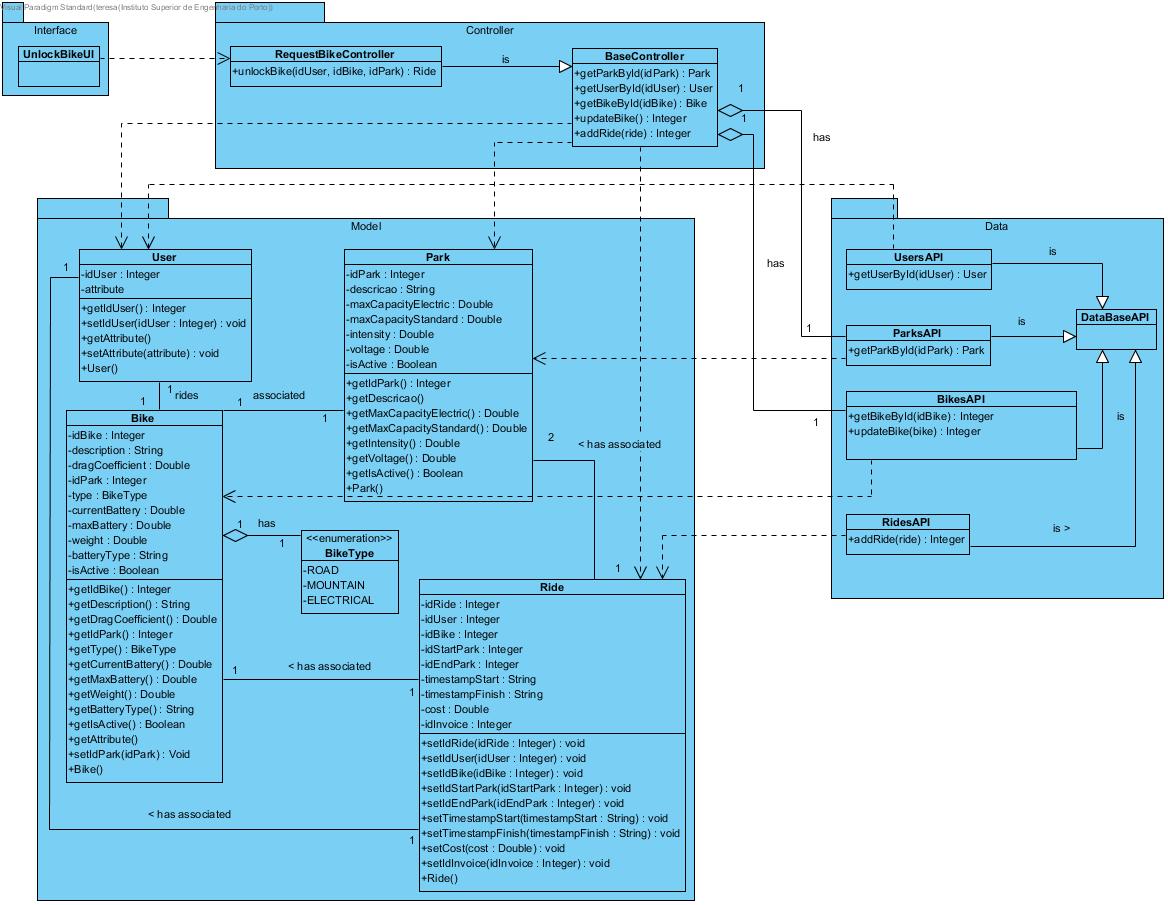 Visual Paradigm Standard(teresa(Instituto Superior de Engenharia do Porto))
Interface
UnlockBikeUI
Controller
RequestBikeController
+unlockBike(idUser, idBike, idPark) : Ride
is
BaseController
+getParkById(idPark) : Park
+getUserById(idUser) : User
+getBikeById(idBike) : Bike
+updateBike() : Integer
+addRide(ride) : Integer
1
1
has
has
1
1
Model
User
-idUser : Integer
-attribute
+getIdUser() : Integer
+setIdUser(idUser : Integer) : void
+getAttribute()
+setAttribute(attribute) : void
+User()
1
1
rides
1
Park
-idPark : Integer
-descricao : String
-maxCapacityElectric : Double
-maxCapacityStandard : Double
-intensity : Double
-voltage : Double
-isActive : Boolean
+getIdPark() : Integer
+getDescricao()
+getMaxCapacityElectric() : Double
+getMaxCapacityStandard() : Double
+getIntensity() : Double
+getVoltage() : Double
+getIsActive() : Boolean
+Park()
1
associated
1
2
< has associated
1
Bike
-idBike : Integer
-description : String
-dragCoefficient : Double
-idPark : Integer
-type : BikeType
-currentBattery : Double
-maxBattery : Double
-weight : Double
-batteryType : String
-isActive : Boolean
+getIdBike() : Integer
+getDescription() : String
+getDragCoefficient() : Double
+getIdPark() : Integer
+getType() : BikeType
+getCurrentBattery() : Double
+getMaxBattery() : Double
+getWeight() : Double
+getBatteryType() : String
+getIsActive() : Boolean
+getAttribute()
+setIdPark(idPark) : Void
+Bike()
1
has
1
<<enumeration>>
BikeType
-ROAD
-MOUNTAIN
-ELECTRICAL
1
< has associated
1
< has associated
1
Ride
-idRide : Integer
-idUser : Integer
-idBike : Integer
-idStartPark : Integer
-idEndPark : Integer
-timestampStart : String
-timestampFinish : String
-cost : Double
-idInvoice : Integer
+setIdRide(idRide : Integer) : void
+setIdUser(idUser : Integer) : void
+setIdBike(idBike : Integer) : void
+setIdStartPark(idStartPark : Integer) : void
+setIdEndPark(idEndPark : Integer) : void
+setTimestampStart(timestampStart : String) : void
+setTimestampFinish(timestampFinish : String) : void
+setCost(cost : Double) : void
+setIdInvoice(idInvoice : Integer) : void
+Ride()
Data
UsersAPI
+getUserById(idUser) : User
is
ParksAPI
+getParkById(idPark) : Park
is
DataBaseAPI
BikesAPI
+getBikeById(idBike) : Integer
+updateBike(bike) : Integer
is
RidesAPI
+addRide(ride) : Integer
is >